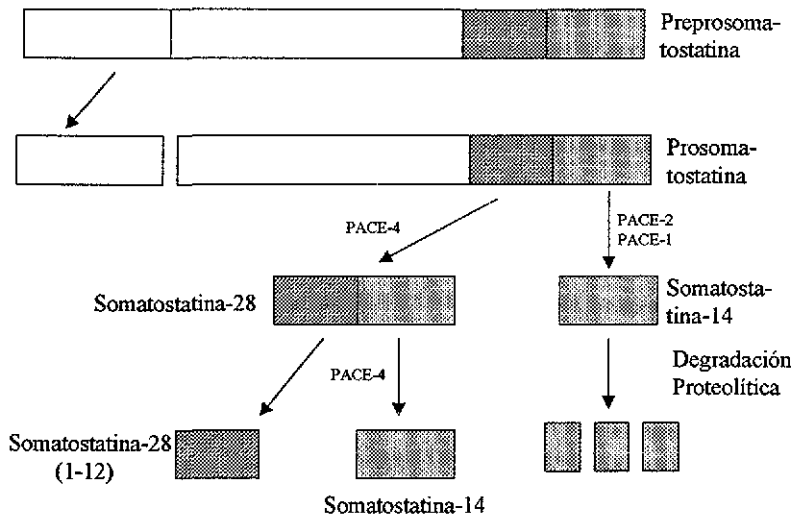 Preprosoma-
tostatina
Prosoma-
tostatina
PACE-4
PACE-2
PACE-1
Somatostatina-28
Somatosta-
tina-14
PACE-4
Degradación
Proteolítica
Somatostatina-28
(1-12)
Somatostatina-14